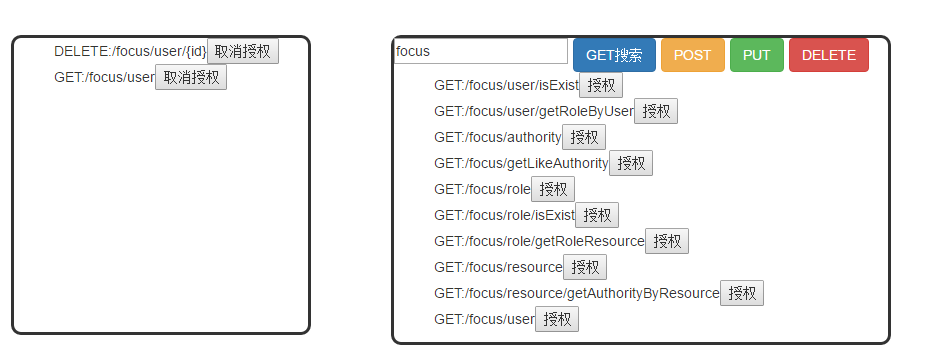 DELETE:/focus/user/{id} 取消授权
GET:/focus/user 取消授权
focus GET搜索 POST PUT DELETE
GET:/focus/user/isExist 授权
GET:/focus/user/getRoleByUser 授权
GET:/focus/authority 授权
GET:/focus/getLikeAuthority 授权
GET:/focus/role 授权
GET:/focus/role/isExist 授权
GET:/focus/role/getRoleResource 授权
GET:/focus/resource 授权
GET:/focus/resource/getAuthorityByResource 授权
GET:/focus/user 授权